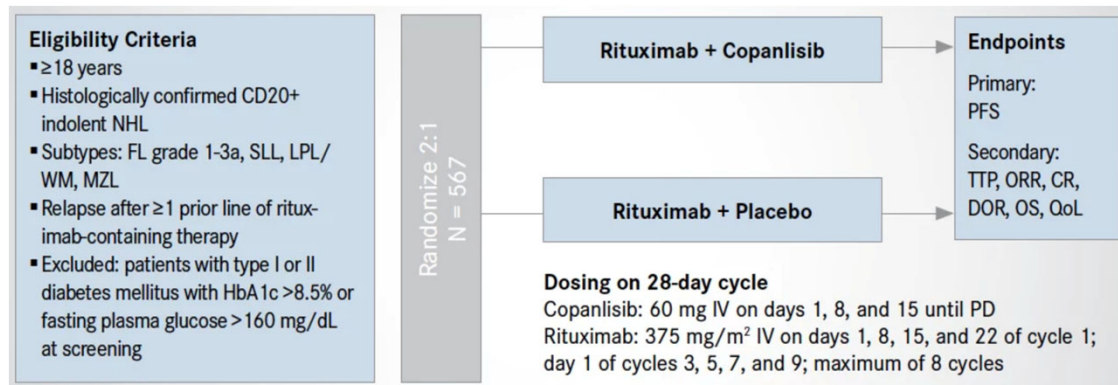 Eligibility Criteria
▪ ≥18 years
▪ Histologically confirmed CD20+
indolent NHL
▪ Subtypes: FL grade 1-3a, SLL, LPL/
WM, MZL
▪ Relapse after ≥1 prior line of ritux-
imab-containing therapy
▪ Excluded: patients with type I or II
diabetes mellitus with HbA1c >8.5% or
fasting plasma glucose >160 mg/dL
at screening
Randomize 2:1
N = 567
Rituximab + Copanlisib
Rituximab + Placebo
Endpoints
Primary:
PFS
Secondary:
TTP, ORR, CR,
DOR, OS, QoL
Dosing on 28-day cycle
Copanlisib: 60 mg IV on days 1, 8, and 15 until PD
Rituximab: 375 mg/m² IV on days 1, 8, 15, and 22 of cycle 1;
day 1 of cycles 3, 5, 7, and 9; maximum of 8 cycles